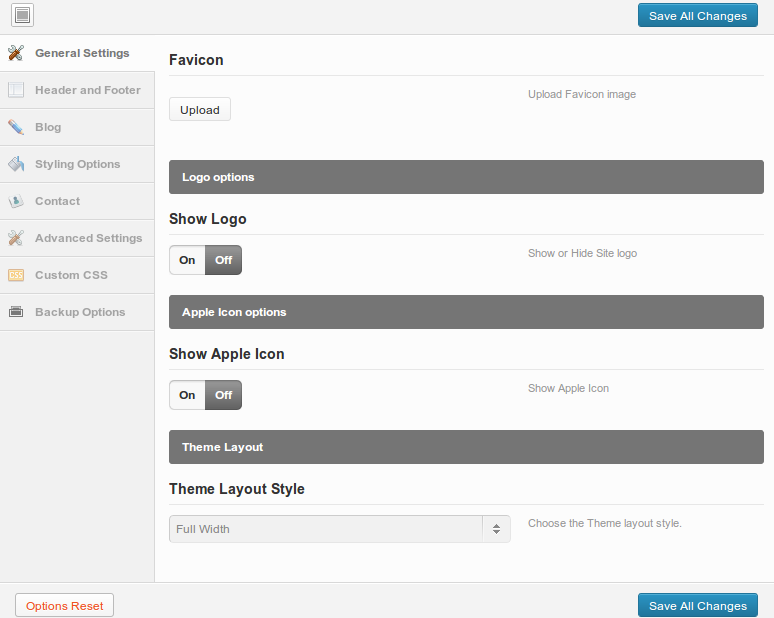 Save All Changes
General Settings
Header and Footer
Blog
Styling Options
Contact
Advanced Settings
CSS
Custom CSS
Backup Options
Favicon
Upload
Upload Favicon image
Logo options
Show Logo
On Off
Show or Hide Site logo
Apple Icon options
Show Apple Icon
On Off
Show Apple Icon
Theme Layout
Theme Layout Style
Full Width
Choose the Theme layout style.
Options Reset
Save All Changes